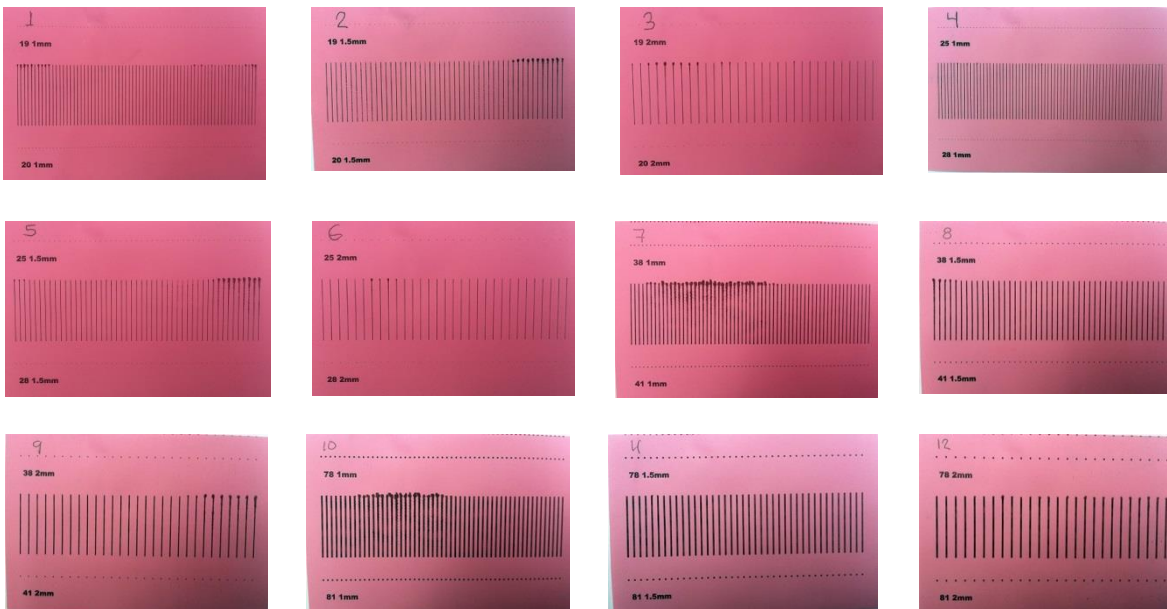 1
19 1mm
20 1mm
2
19 1.5mm
20 1.5mm
3
19 2mm
20 2mm
4
25 1mm
28 1mm
5
25 1.5mm
28 1.5mm
6
25 2mm
28 2mm
7
38 1mm
41 1mm
8
38 1.5mm
41 1.5mm
9
38 2mm
41 2mm
10
78 1mm
81 1mm
11
78 1.5mm
81 1.5mm
12
78 2mm
81 2mm